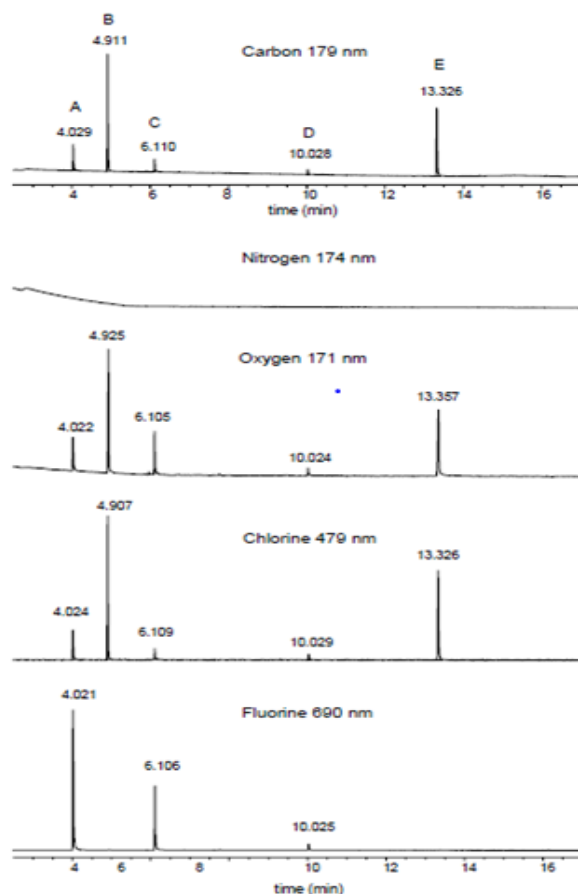 B
4.911
Carbon 179 nm
E
13.326
A
4.029
C
6.110
D
10.028
4 6 8 10 12 14 16
time (min)
Nitrogen 174 nm
4.925
Oxygen 171 nm
13.357
4.022
6.105
10.024
4.907
Chlorine 479 nm
13.326
4.024
6.109
10.029
4.021
Fluorine 690 nm
6.106
10.025
4 6 8 10 12 14 16
time (min)